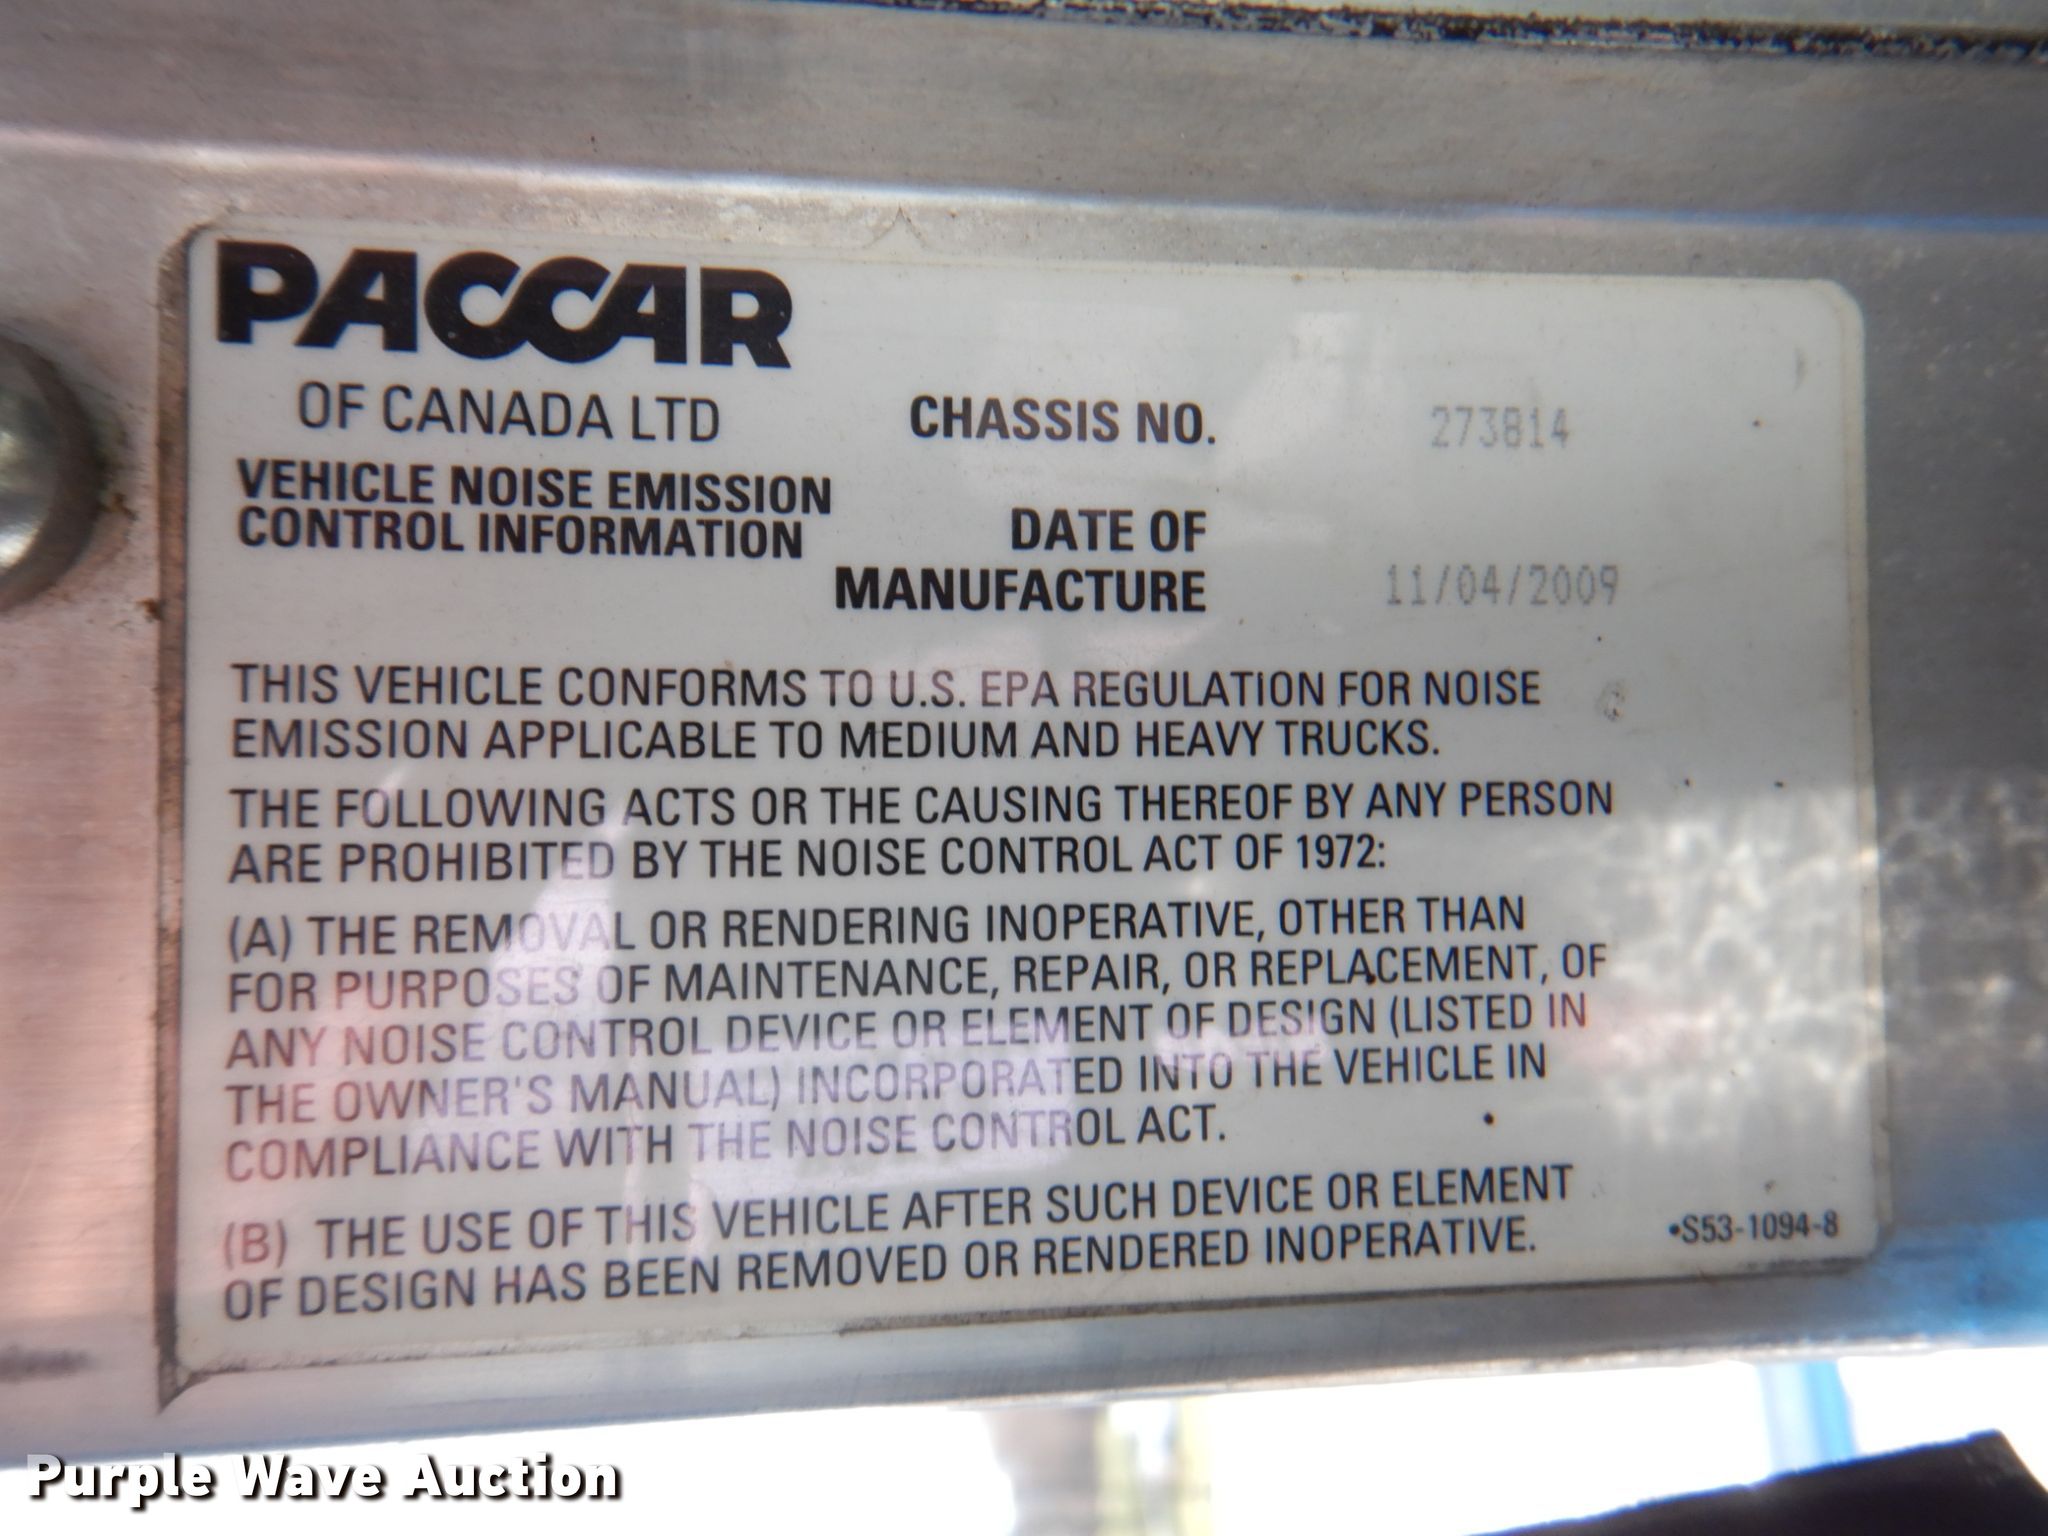 PACCAR
OF CANADA LTD
CHASSIS NO. 273814
VEHICLE NOISE EMISSION
CONTROL INFORMATION
DATE OF
MANUFACTURE 11/04/2009
THIS VEHICLE CONFORMS TO U.S. EPA REGULATION FOR NOISE
EMISSION APPLICABLE TO MEDIUM AND HEAVY TRUCKS.
THE FOLLOWING ACTS OR THE CAUSING THEREOF BY ANY PERSON
ARE PROHIBITED BY THE NOISE CONTROL ACT OF 1972:
(A) THE REMOVAL OR RENDERING INOPERATIVE, OTHER THAN
FOR PURPOSES OF MAINTENANCE, REPAIR, OR REPLACEMENT, OF
ANY NOISE CONTROL DEVICE OR ELEMENT OF DESIGN (LISTED IN
THE OWNER'S MANUAL) INCORPORATED INTO THE VEHICLE IN
COMPLIANCE WITH THE NOISE CONTROL ACT.
(B) THE USE OF THIS VEHICLE AFTER SUCH DEVICE OR ELEMENT
OF DESIGN HAS BEEN REMOVED OR RENDERED INOPERATIVE.
•S53-1094-8
Purple Wave Auction